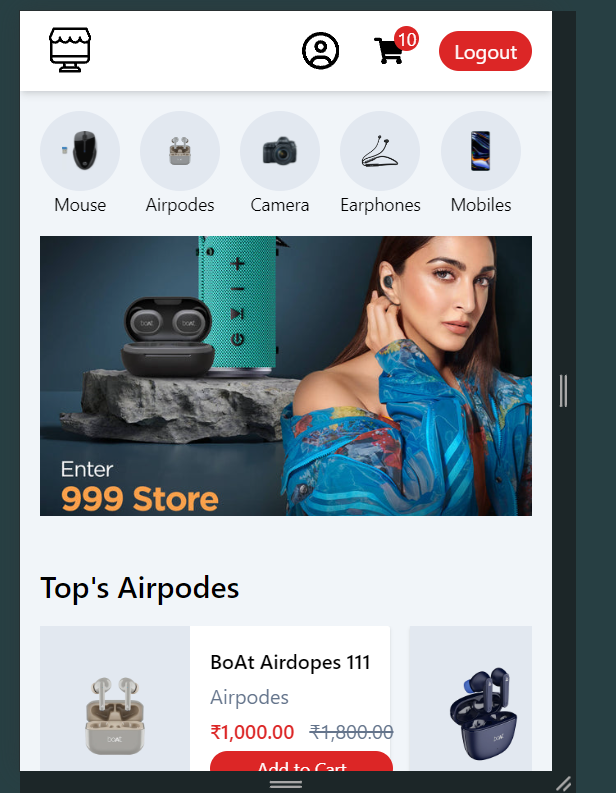 10
Logout
Mouse Airpodes Camera Earphones Mobiles
boAt
Enter
999 Store
Top's Airpodes
BoAt Airdopes 111
Airpodes
₹1,000.00 ₹1,800.00
boAt
Add to Cart